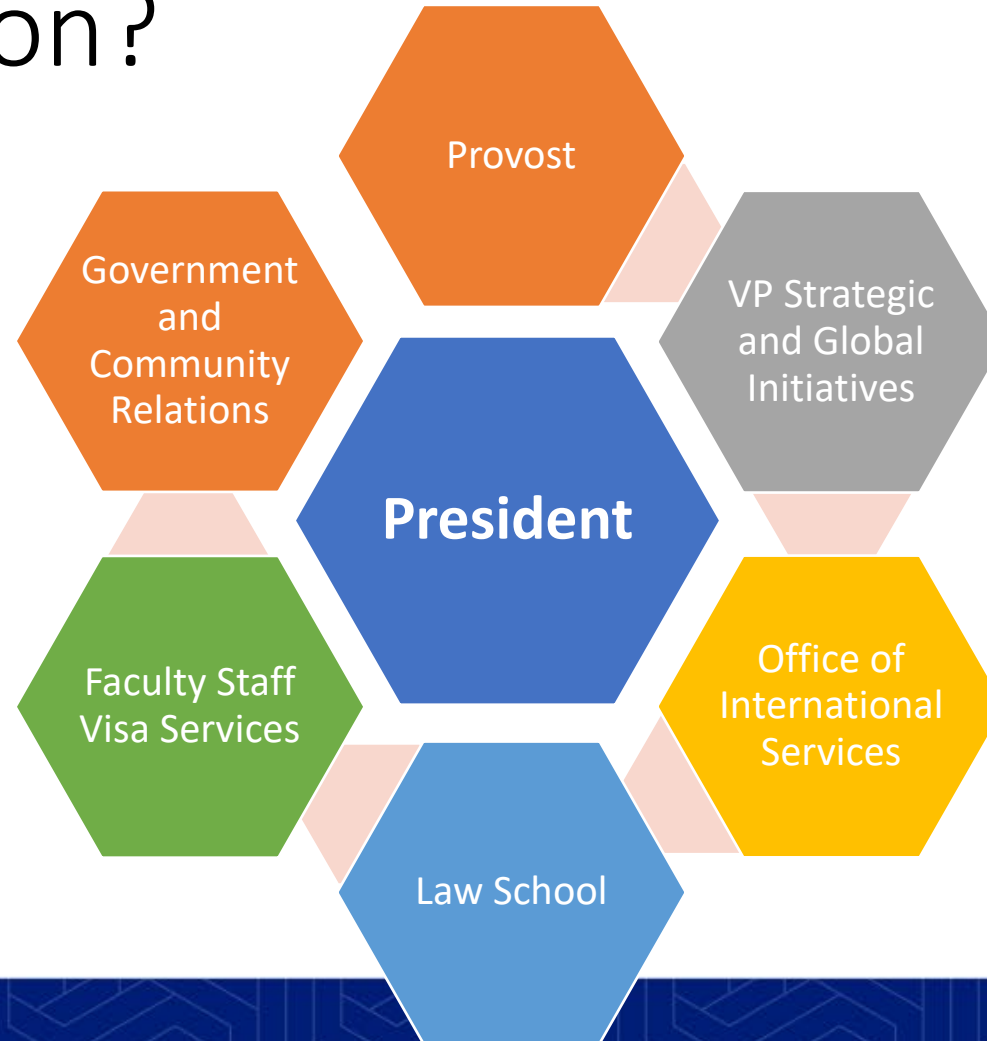 on?
Provost
Government
and
Community
Relations
VP Strategic
and Global
Initiatives
President
Faculty Staff
Visa Services
Office of
International
Services
Law School